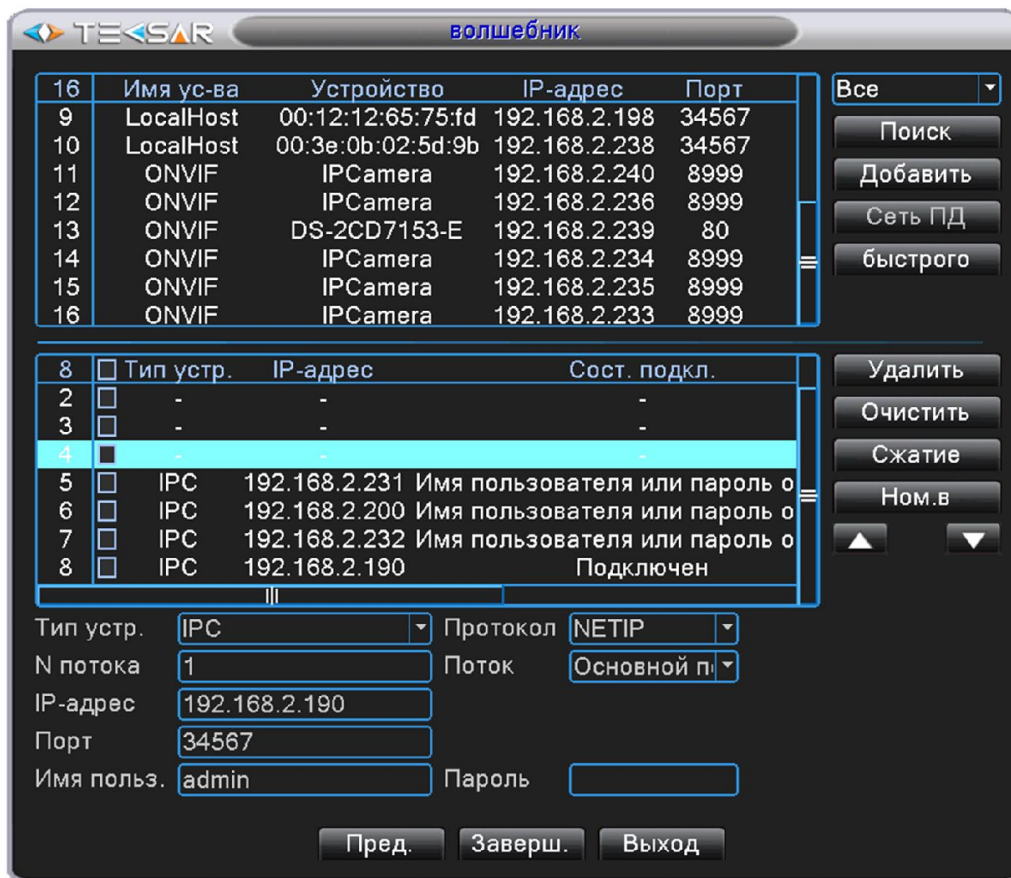 TEKSAR
волшебник
16 Имя ус-ва Устройство IP-адрес Порт
9 LocalHost 00:12:12:65:75:fd 192.168.2.198 34567
10 LocalHost 00:3e:0b:02:5d:9b 192.168.2.238 34567
11 ONVIF IPCamera 192.168.2.240 8999
12 ONVIF IPCamera 192.168.2.236 8999
13 ONVIF DS-2CD7153-E 192.168.2.239 80
14 ONVIF IPCamera 192.168.2.234 8999
15 ONVIF IPCamera 192.168.2.235 8999
16 ONVIF IPCamera 192.168.2.233 8999
Все
Поиск
Добавить
Сеть ПД
быстрого
8 Тип устр. IP-адрес Сост. подкл.
2 - - -
3 - - -
4 - - -
5 IPC 192.168.2.231 Имя пользователя или пароль о
6 IPC 192.168.2.200 Имя пользователя или пароль о
7 IPC 192.168.2.232 Имя пользователя или пароль о
8 IPC 192.168.2.190 Подключен
Удалить
Очистить
Сжатие
Ном.в
Тип устр. IPC Протокол NETIP
N потока 1 Поток Основной п
IP-адрес 192.168.2.190
Порт 34567
Имя польз. admin Пароль
Пред. Заверш. Выход